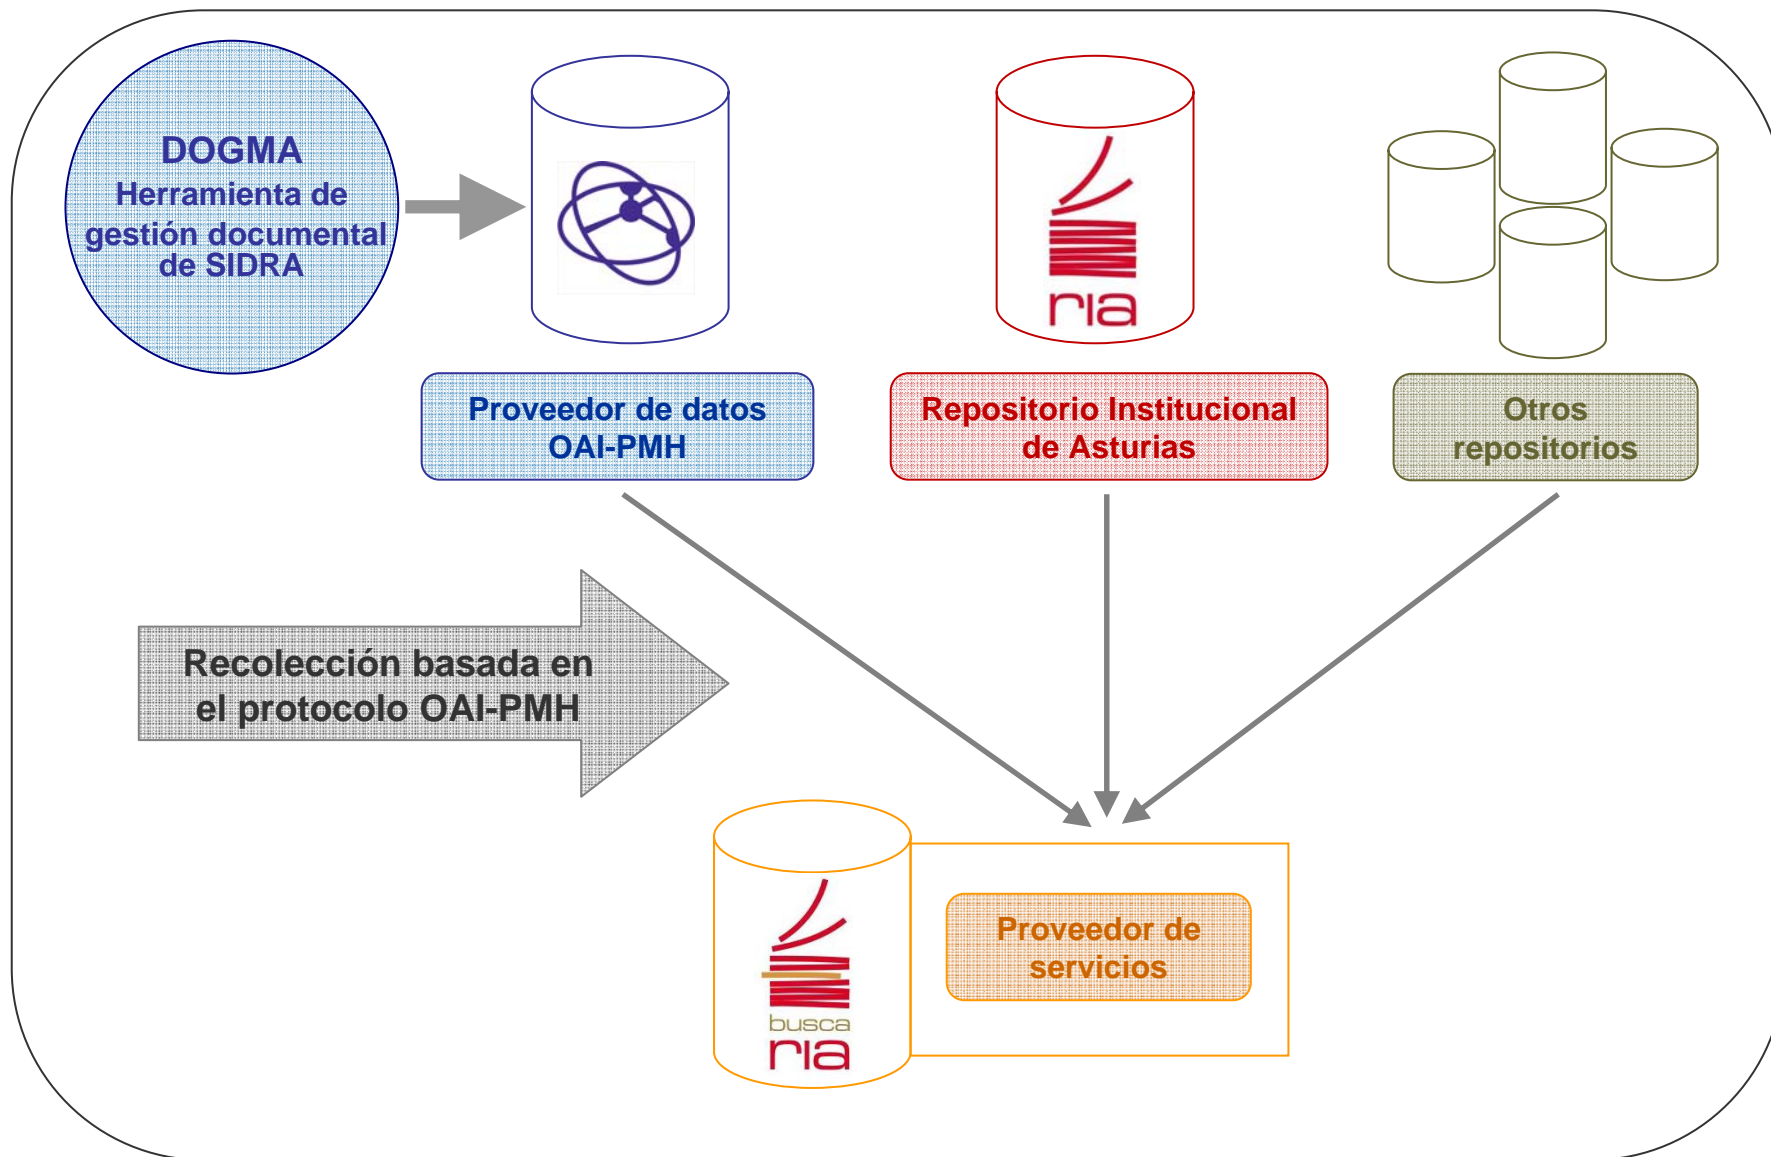 DOGMA
Herramienta de
gestión documental
de SIDRA
ria
Proveedor de datos
OAI-PMH
Repositorio Institucional
de Asturias
Otros
repositorios
Recolección basada en
el protocolo OAI-PMH
busca
ria
Proveedor de
servicios